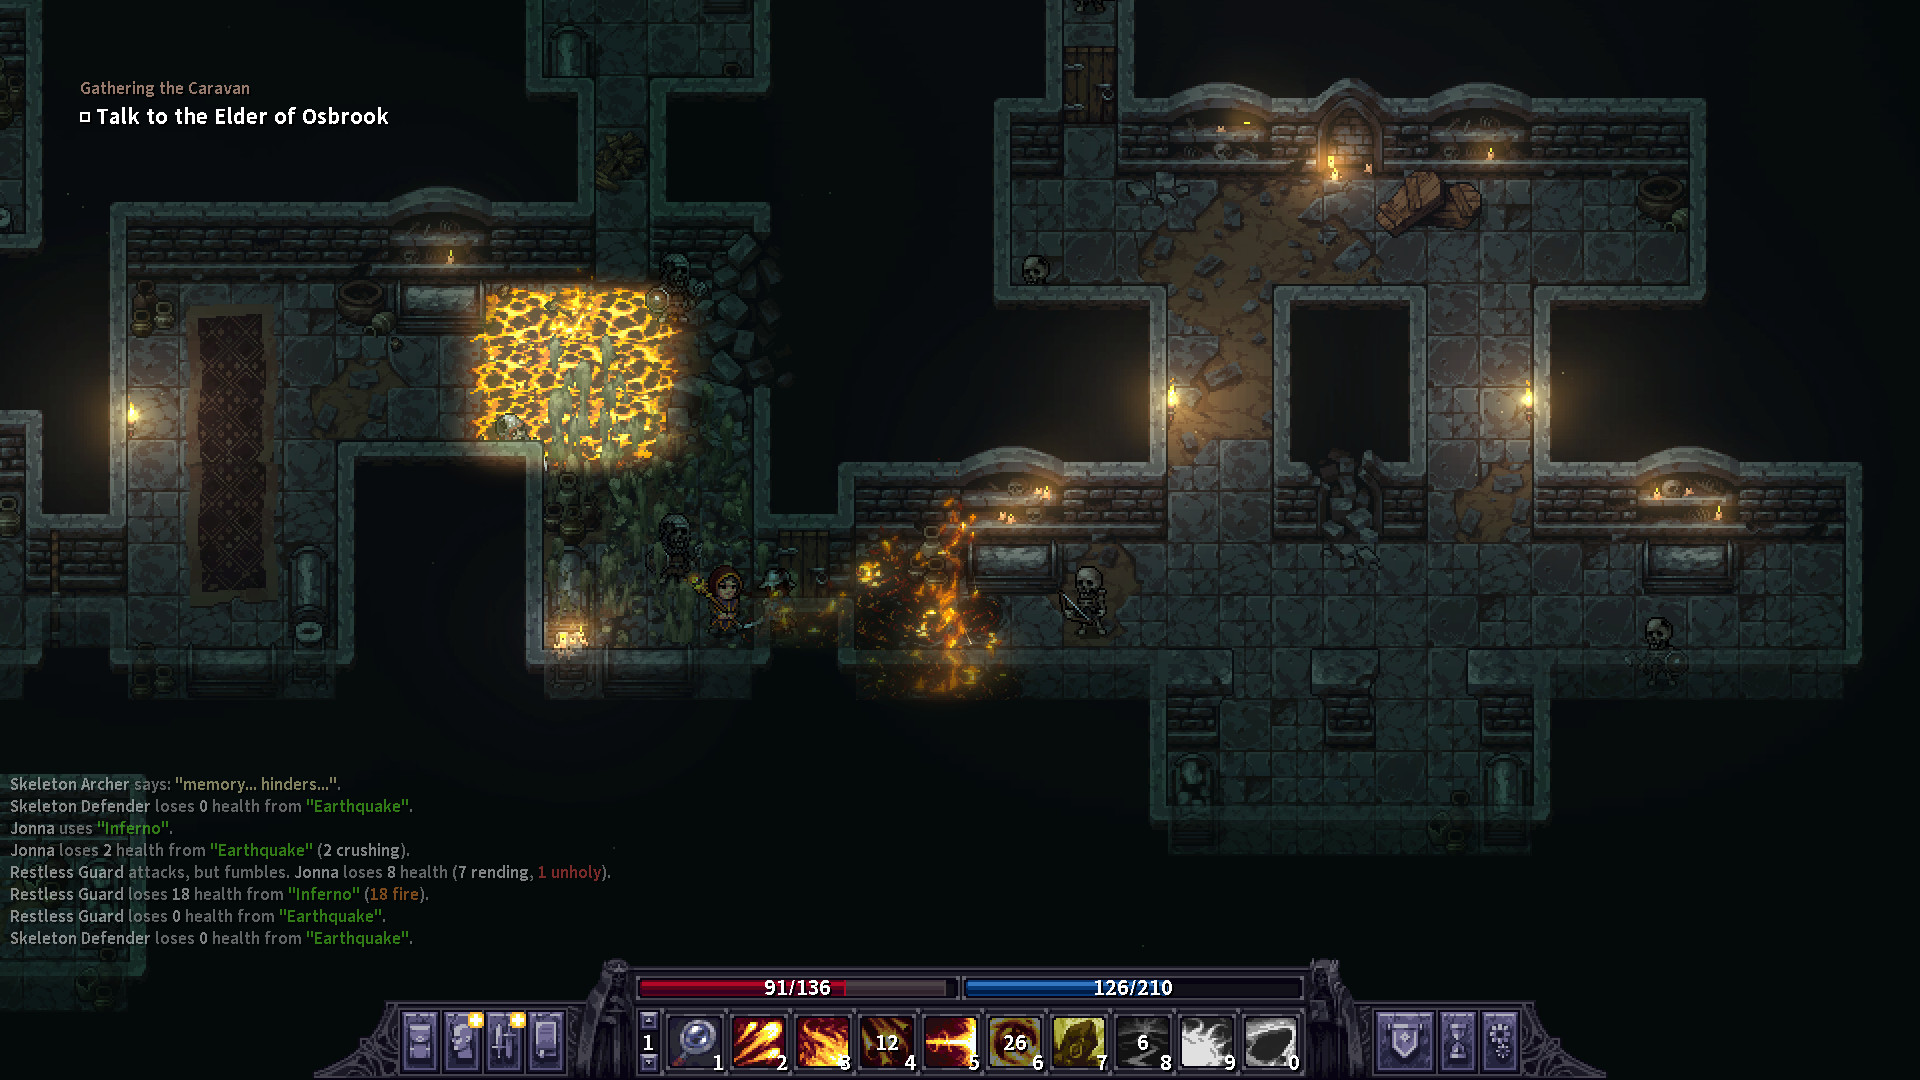 Gathering the Caravan
Talk to the Elder of Osbrook
Skeleton Archer says: "memory... hinders...".
Skeleton Defender loses 0 health from "Earthquake".
Jonna uses "Inferno".
Jonna loses 2 health from "Earthquake" (2 crushing).
Restless Guard attacks, but fumbles. Jonna loses 8 health (7 rending, 1 unholy).
Restless Guard loses 18 health from "Inferno" (18 fire).
Restless Guard loses 0 health from "Earthquake".
Skeleton Defender loses 0 health from "Earthquake".
91/136 126/210
1 12 26 6
1 2 3 4 5 6 7 8 9 0